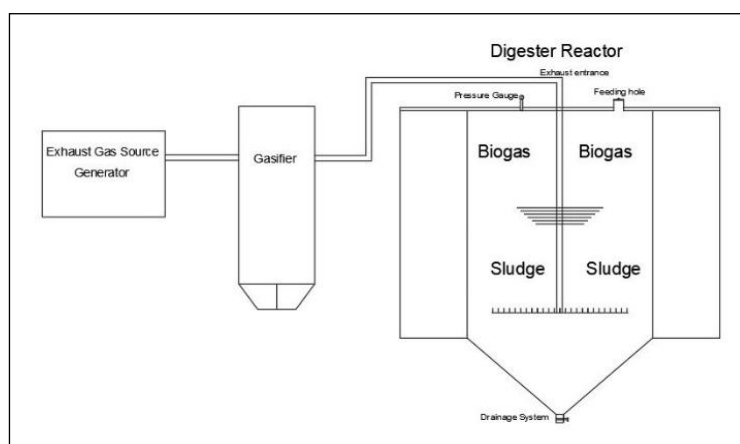 Digester Reactor
Exhaust entrance
Pressure Gauge
Feeding hole
Exhaust Gas Source
Generator
Gasifier
Biogas
Biogas
Sludge
Sludge
Drainage System